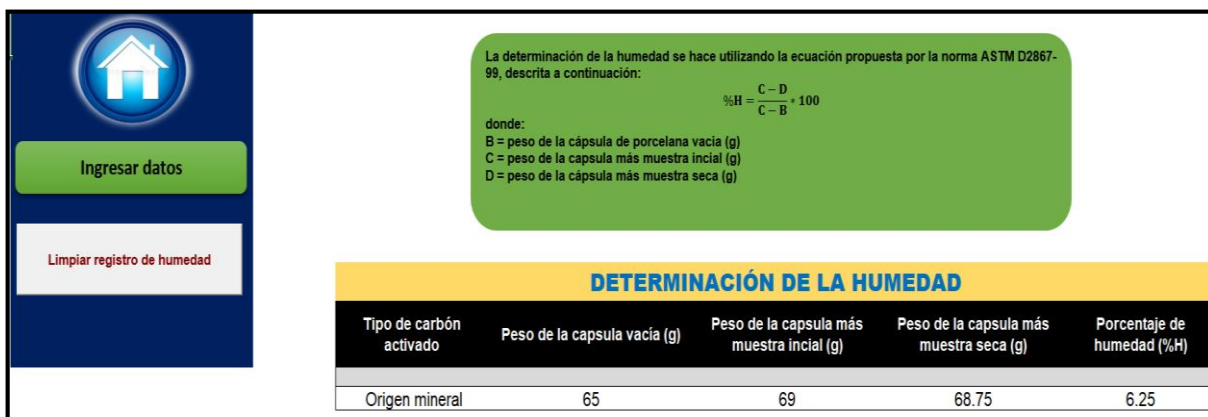 Ingresar datos
Limpiar registro de humedad
La determinación de la humedad se hace utilizando la ecuación propuesta por la norma ASTM D2867-
99, descrita a continuación:
%H = (C − D)/(C − B) * 100
donde:
B = peso de la cápsula de porcelana vacia (g)
C = peso de la capsula más muestra incial (g)
D = peso de la cápsula más muestra seca (g)
DETERMINACIÓN DE LA HUMEDAD
Tipo de carbón activado | Peso de la capsula vacía (g) | Peso de la capsula más muestra incial (g) | Peso de la capsula más muestra seca (g) | Porcentaje de humedad (%H)
Origen mineral | 65 | 69 | 68.75 | 6.25